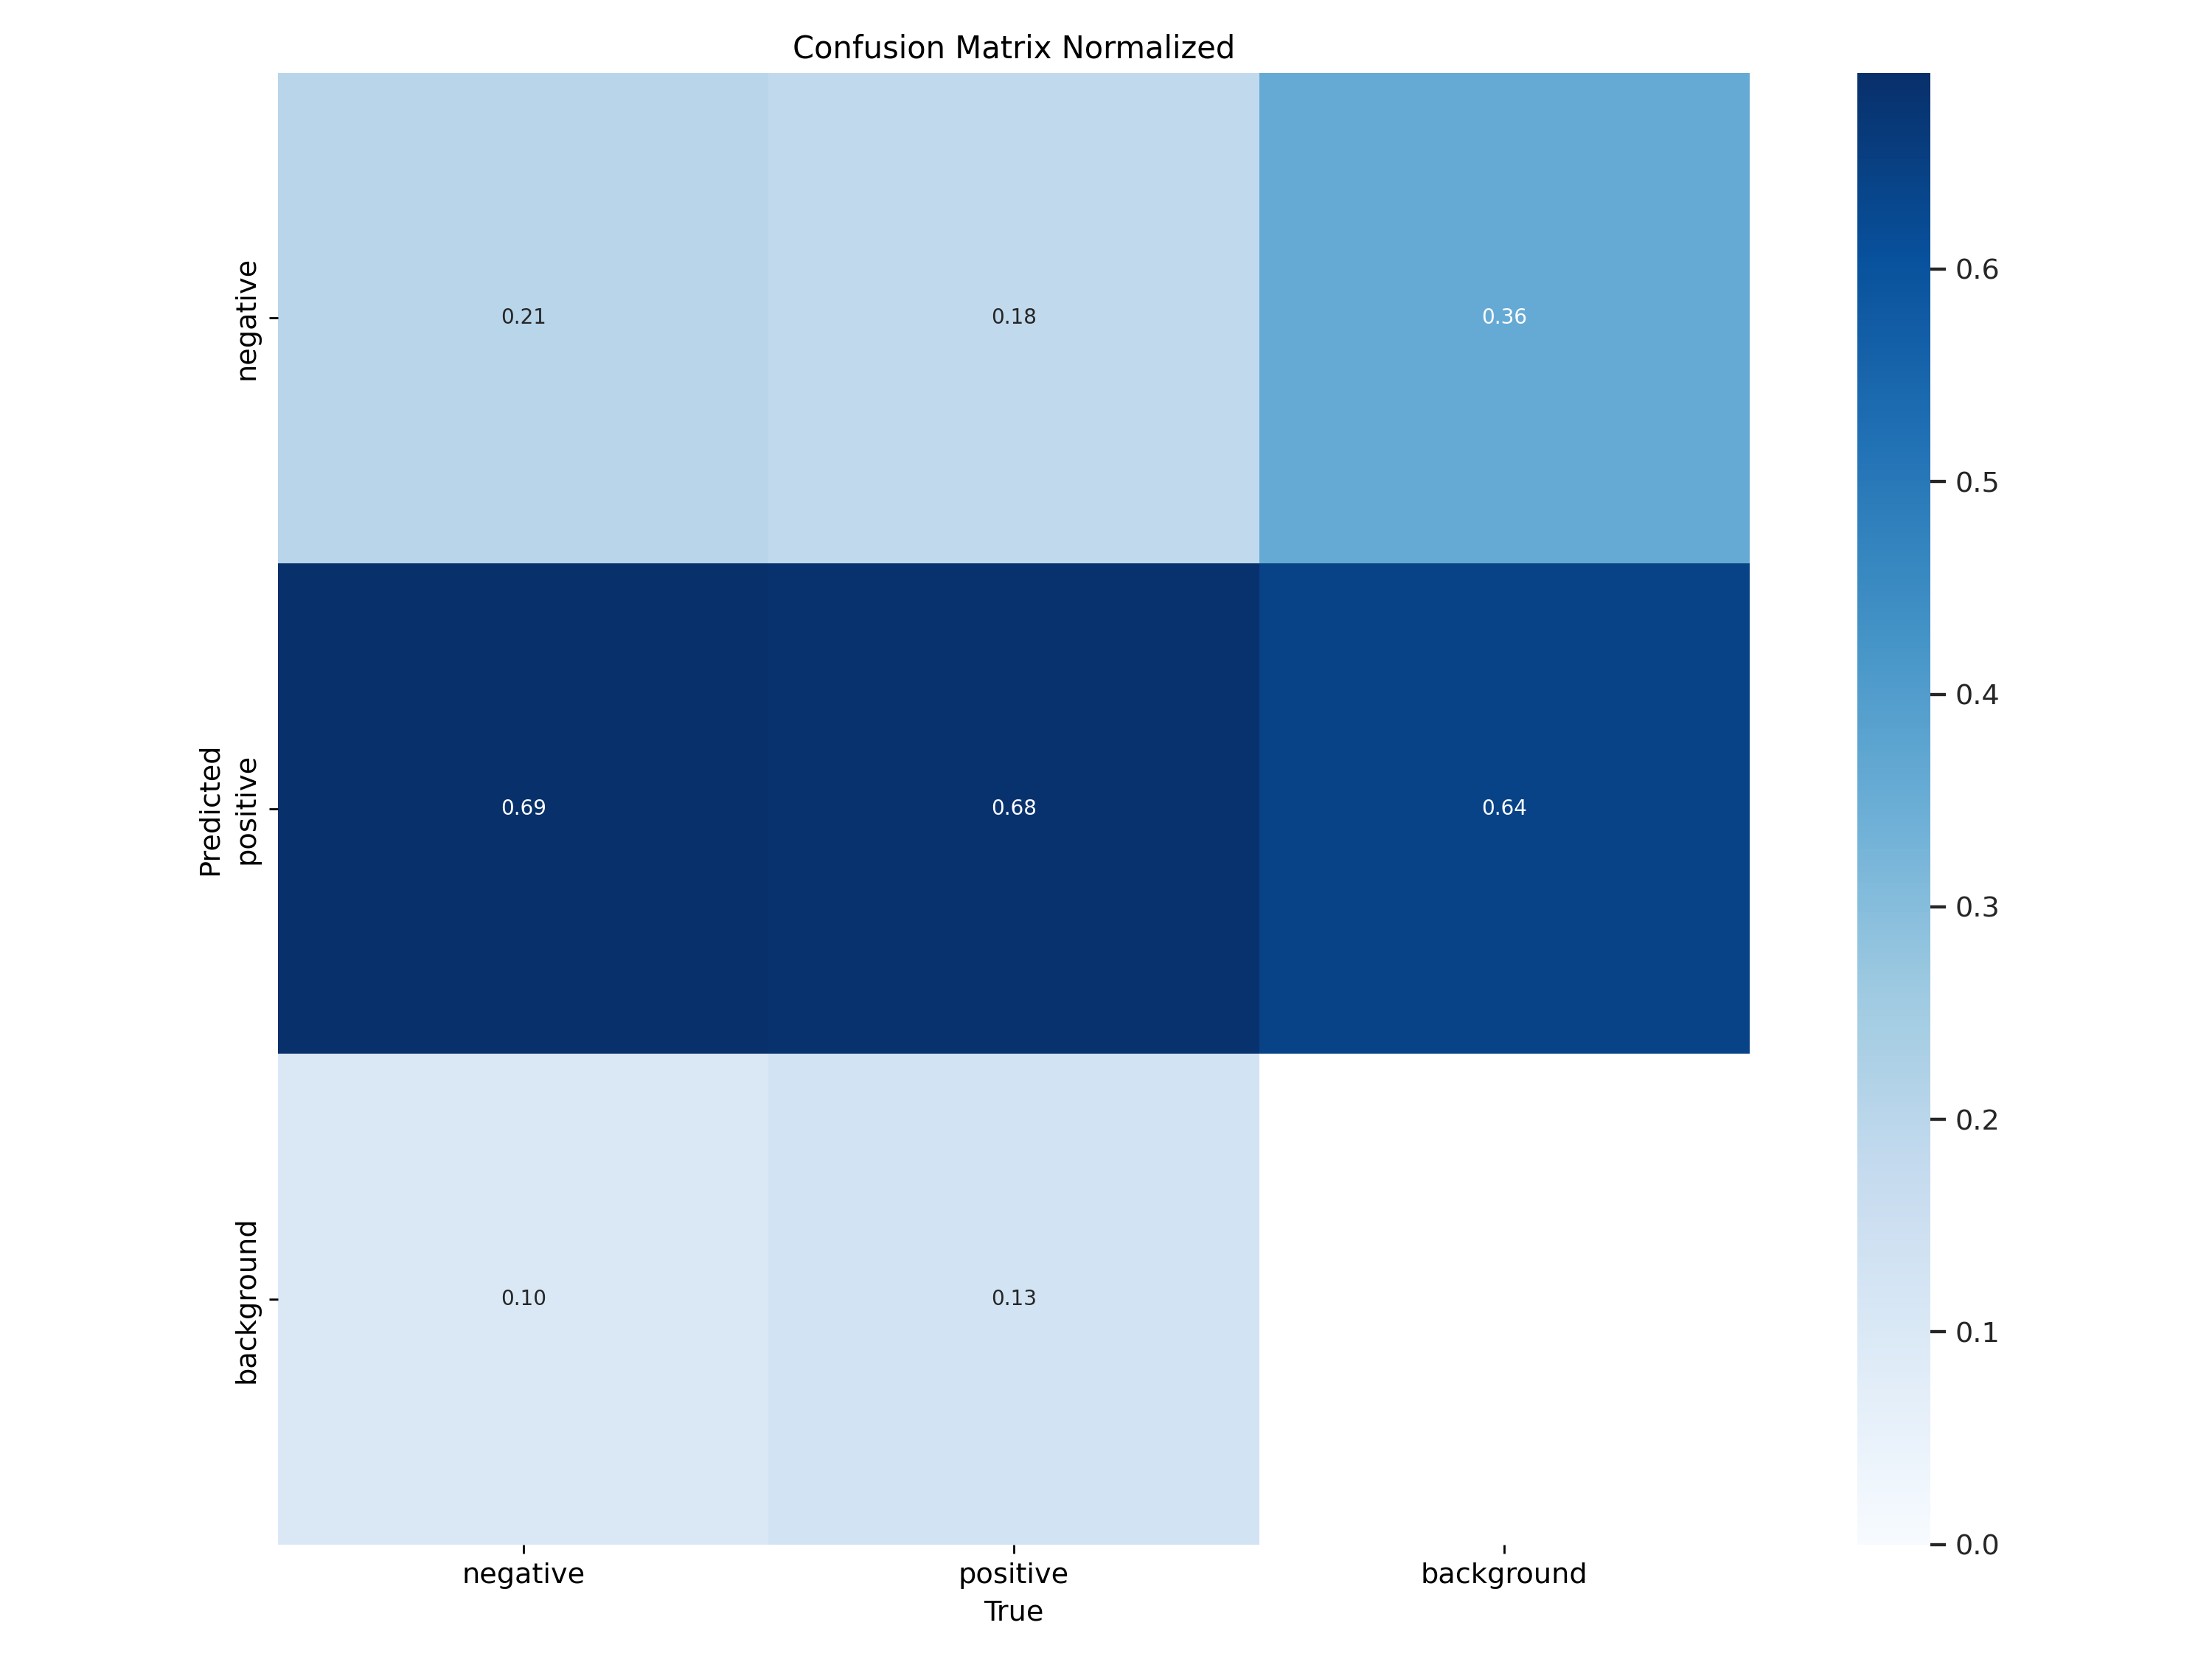 Confusion Matrix Normalized
negative
0.21
0.18
0.36
0.6
0.5
0.4
Predicted
positive
0.69
0.68
0.64
0.3
0.2
background
0.10
0.13
0.1
0.0
negative
positive
background
True